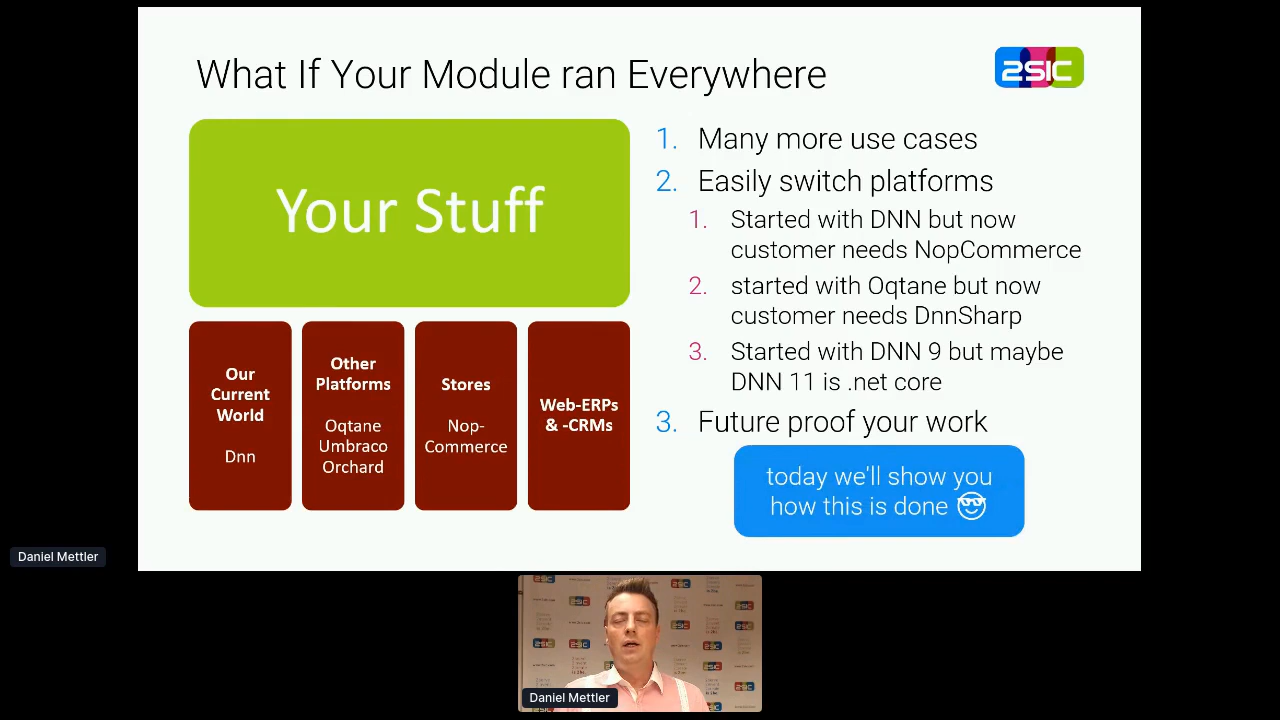 What If Your Module ran Everywhere
2SIC
Your Stuff
Our
Current
World
Dnn
Other
Platforms
Oqtane
Umbraco
Orchard
Stores
Nop-
Commerce
Web-ERPs
& -CRMs
1. Many more use cases
2. Easily switch platforms
1. Started with DNN but now
customer needs NopCommerce
2. started with Oqtane but now
customer needs DnnSharp
3. Started with DNN 9 but maybe
DNN 11 is .net core
3. Future proof your work
today we'll show you
how this is done
Daniel Mettler
2SIC
Daniel Mettler